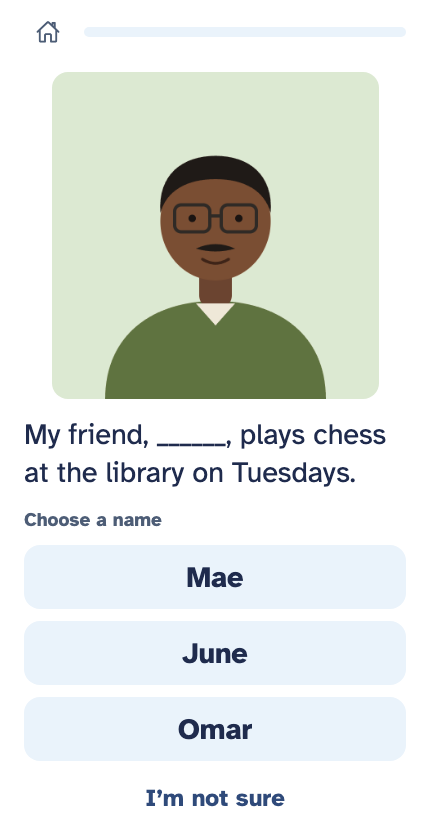 My friend, ______, plays chess
at the library on Tuesdays.
Choose a name
Mae
June
Omar
I’m not sure